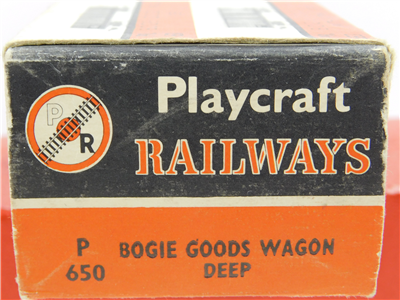 P R
Playcraft
RAILWAYS
P BOGIE GOODS WAGON
650 DEEP